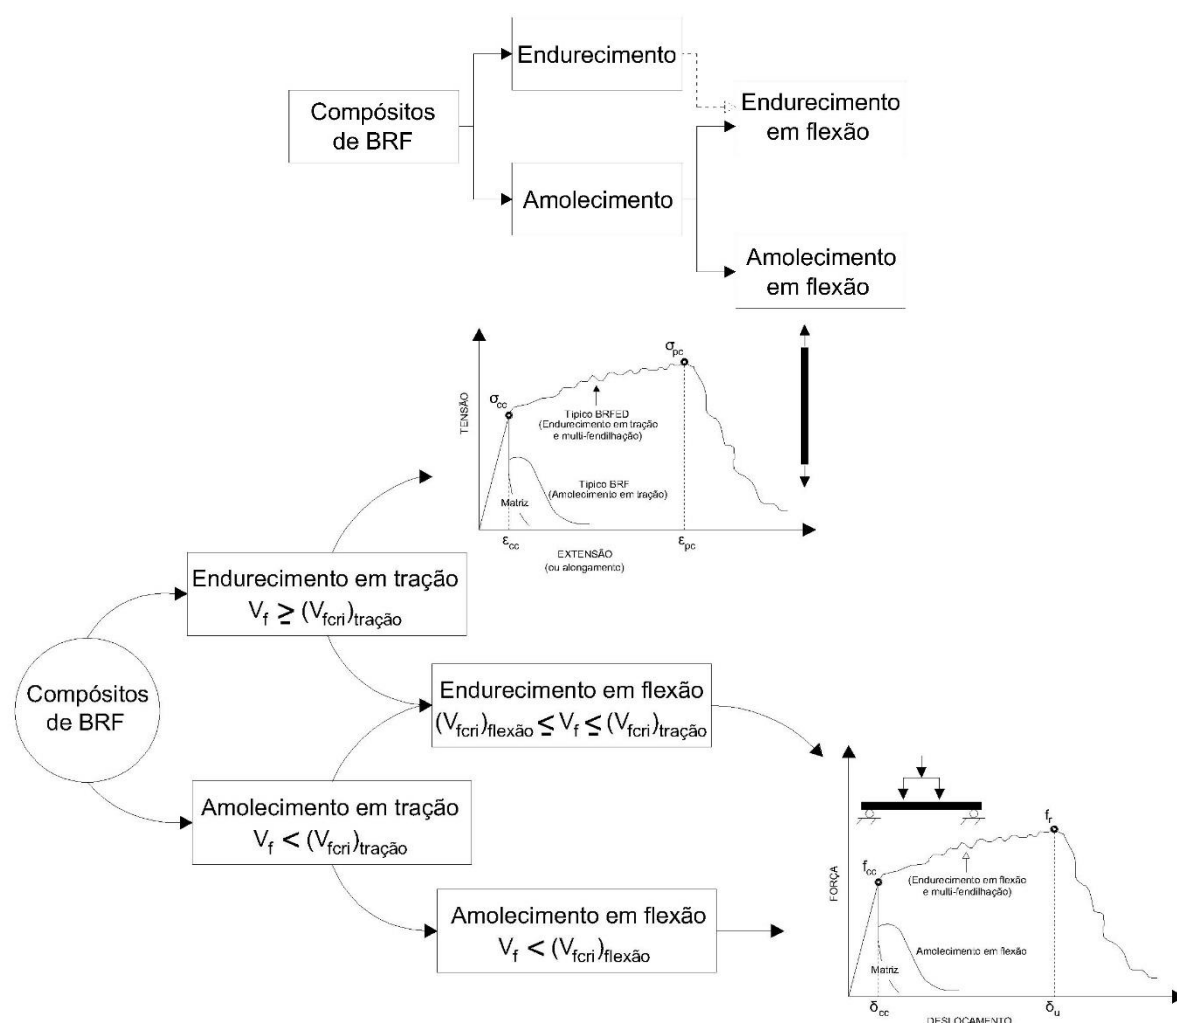 Endurecimento
Compósitos
de BRF
Endurecimento
em flexão
Amolecimento
Amolecimento
em flexão
TENSÃO
σcc
σpc
Típico BRFED
(Endurecimento em tração
e multi-fendilhação)
Típico BRF
(Amolecimento em tração)
Matriz
εcc
εpc
EXTENSÃO
(ou alongamento)
Endurecimento em tração
Vf ≥ (Vfcri)tração
Compósitos
de BRF
Endurecimento em flexão
(Vfcri)flexão ≤ Vf ≤ (Vfcri)tração
Amolecimento em tração
Vf < (Vfcri)tração
Amolecimento em flexão
Vf < (Vfcri)flexão
FORÇA
fcc
fr
(Endurecimento em flexão
e multi-fendilhação)
Amolecimento em flexão
Matriz
δcc
δu
DESLOCAMENTO